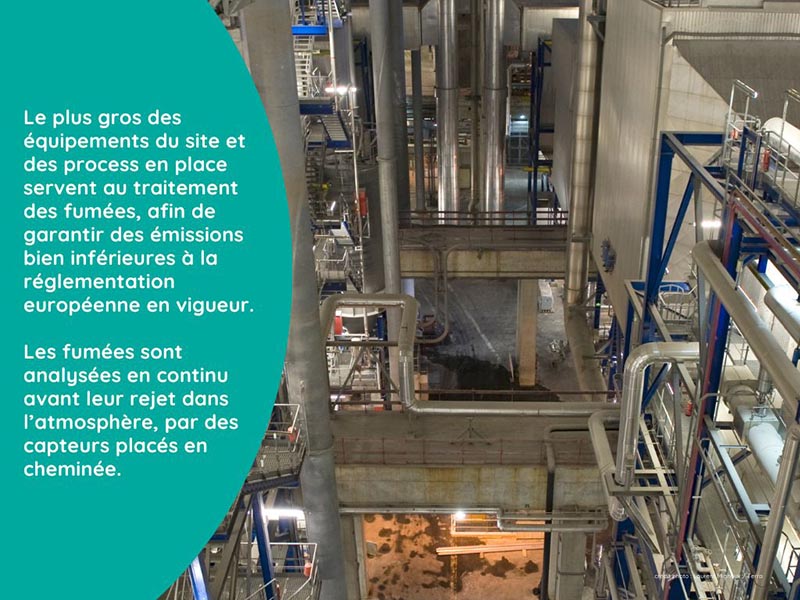 Le plus gros des
équipements du site et
des process en place
servent au traitement
des fumées, afin de
garantir des émissions
bien inférieures à la
réglementation
européenne en vigueur.
Les fumées sont
analysées en continu
avant leur rejet dans
l'atmosphère, par des
capteurs placés en
cheminée.